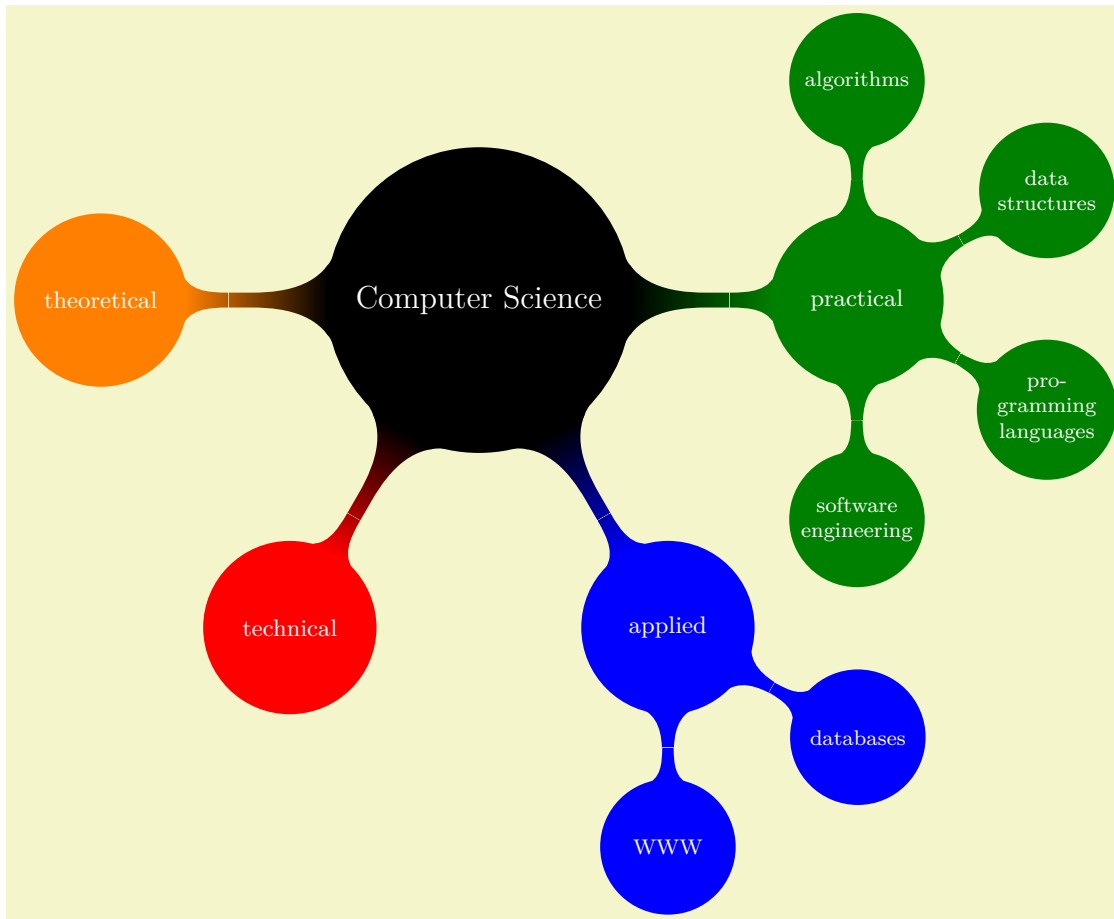 algorithms
data
structures
theoretical
Computer Science
practical
pro-
gramming
languages
software
engineering
technical
applied
databases
WWW